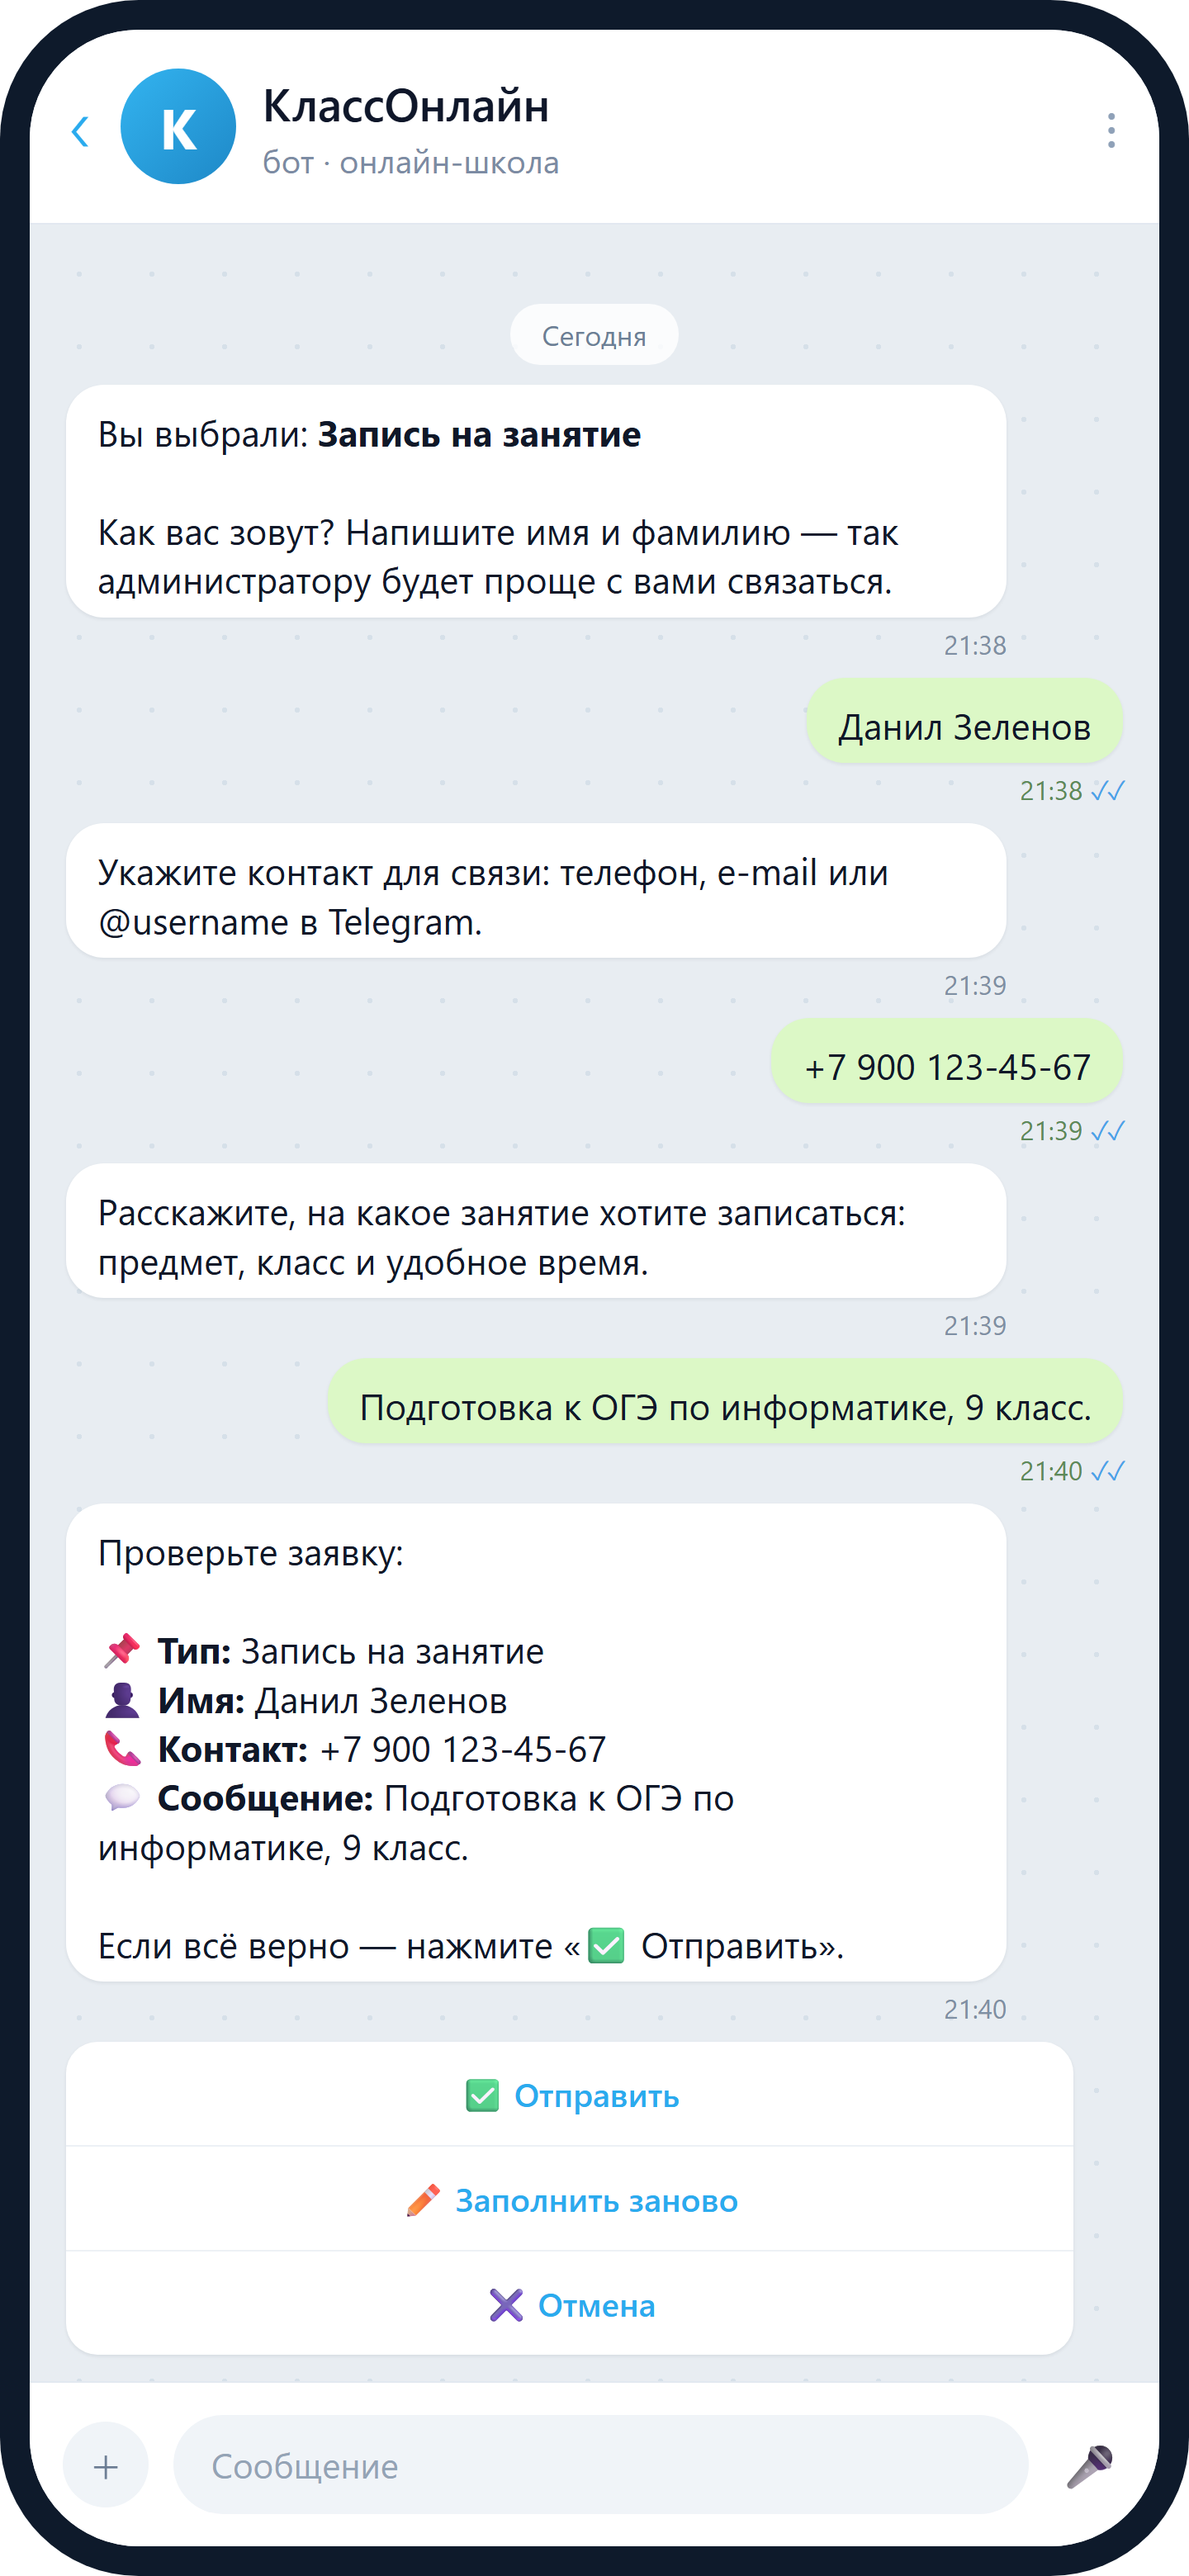 К
КлассОнлайн
бот · онлайн-школа
Сегодня
Вы выбрали: Запись на занятие
Как вас зовут? Напишите имя и фамилию — так
администратору будет проще с вами связаться.
21:38
Данил Зеленов
21:38 ✓✓
Укажите контакт для связи: телефон, e-mail или
@username в Telegram.
21:39
+7 900 123-45-67
21:39 ✓✓
Расскажите, на какое занятие хотите записаться:
предмет, класс и удобное время.
21:39
Подготовка к ОГЭ по информатике, 9 класс.
21:40 ✓✓
Проверьте заявку:
📌 Тип: Запись на занятие
👤 Имя: Данил Зеленов
📞 Контакт: +7 900 123-45-67
💬 Сообщение: Подготовка к ОГЭ по
информатике, 9 класс.
Если всё верно — нажмите «✅ Отправить».
21:40
✅ Отправить
✏️ Заполнить заново
❌ Отмена
+ Сообщение